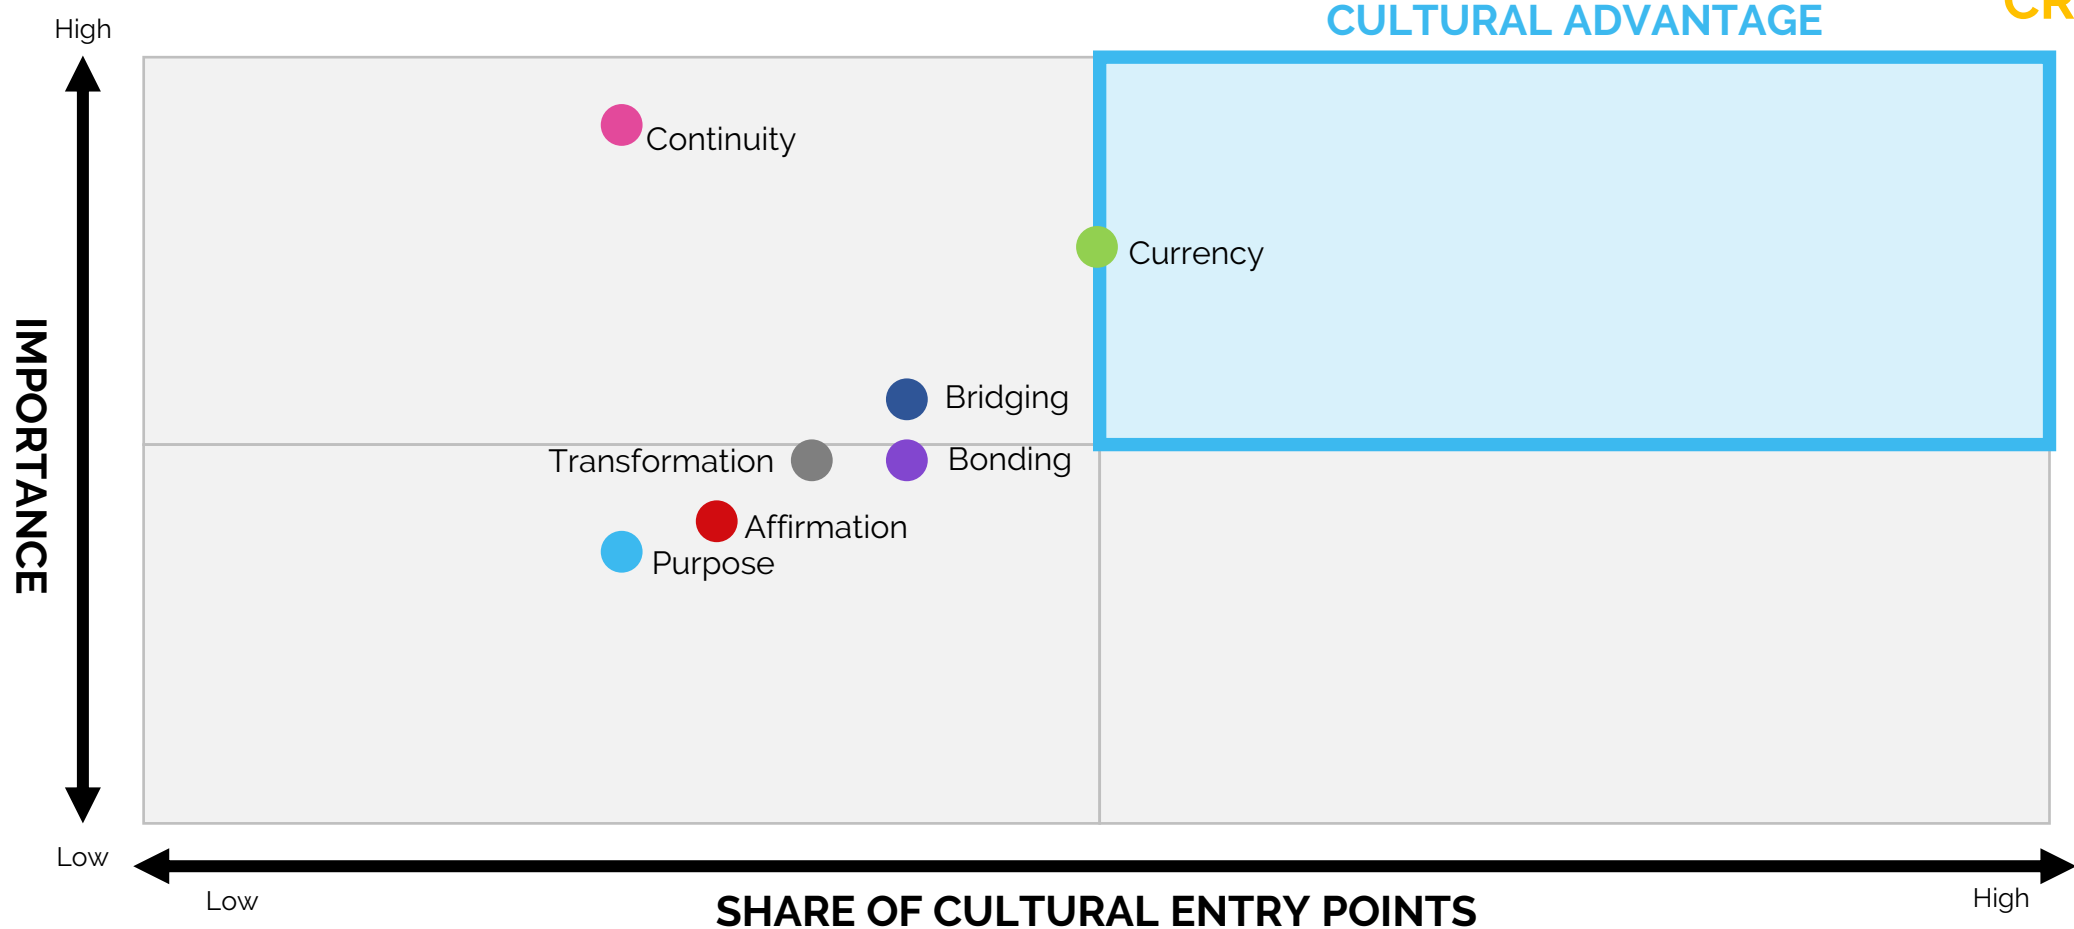 CULTURAL ADVANTAGE
CR
High
Continuity
Currency
Bridging
Transformation
Bonding
Affirmation
Purpose
IMPORTANCE
Low
Low
High
SHARE OF CULTURAL ENTRY POINTS